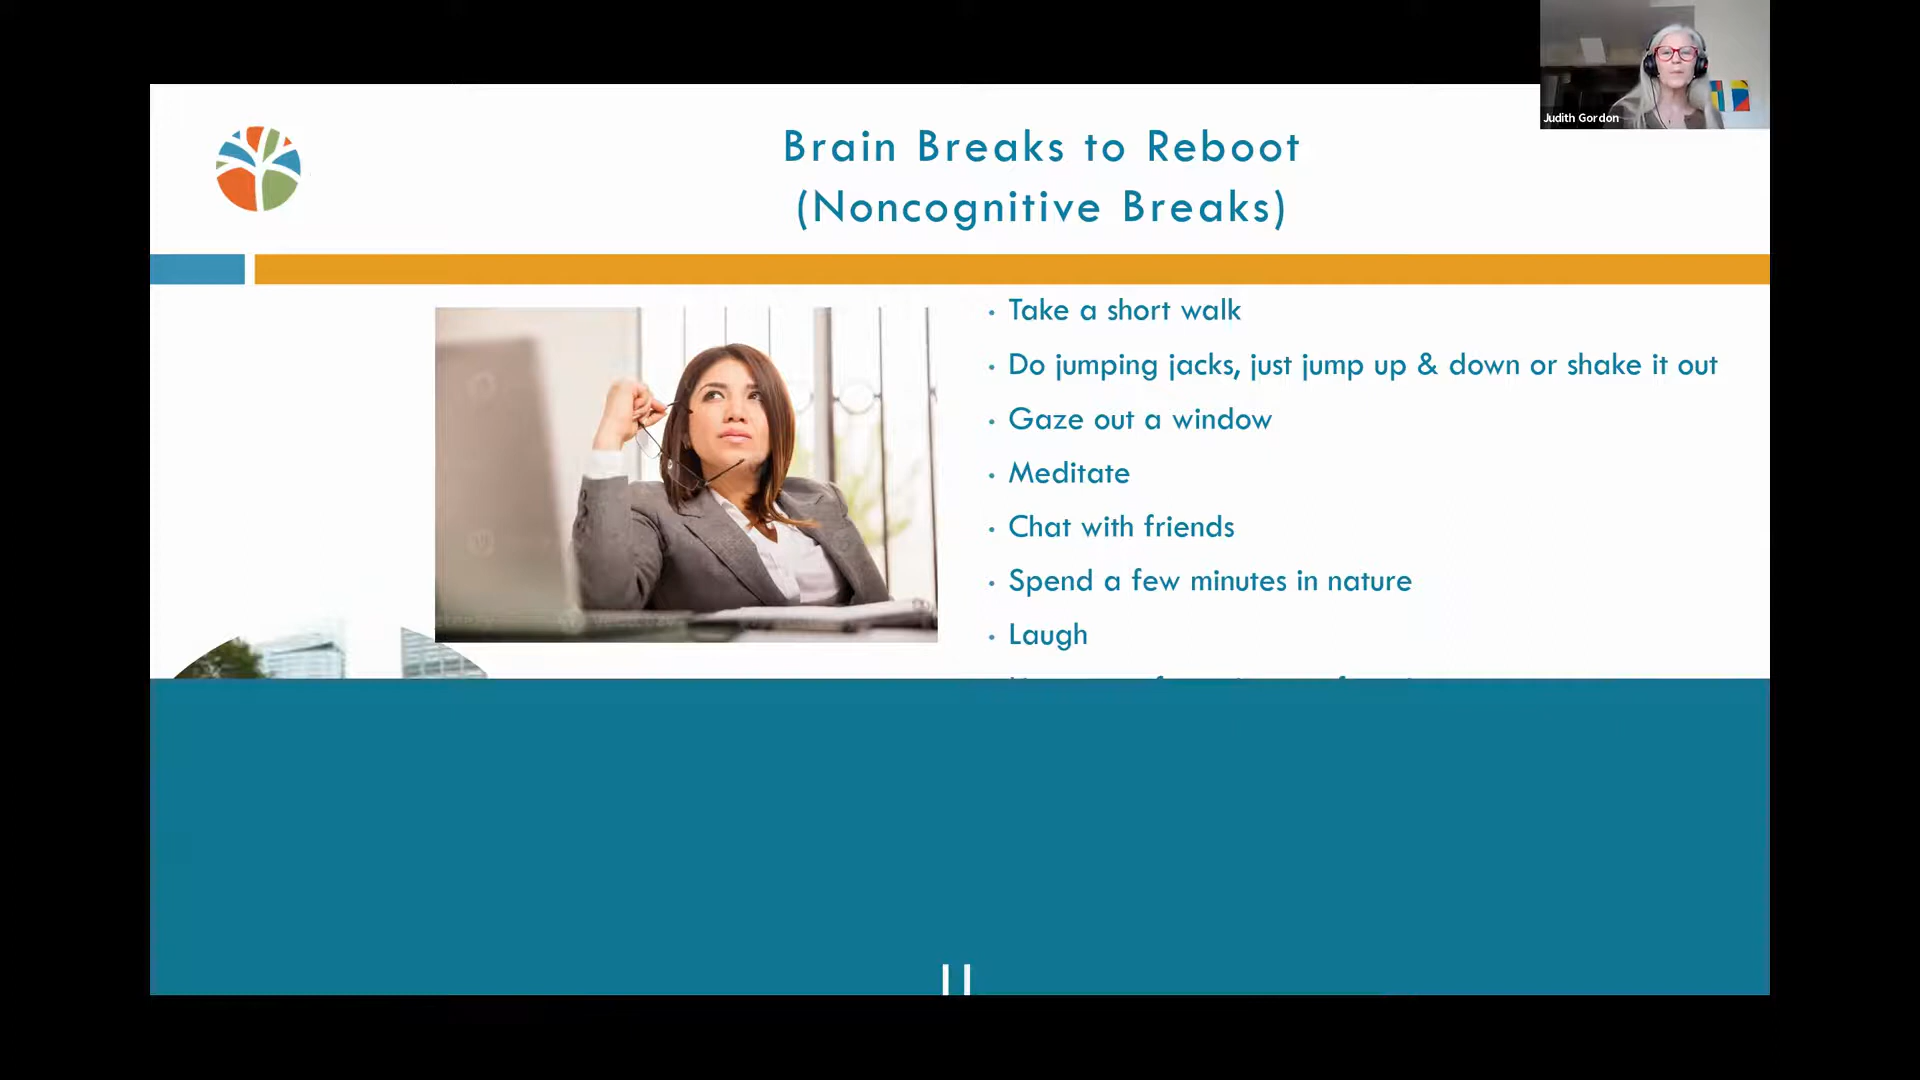 Judith Gordon
Brain Breaks to Reboot
(Noncognitive Breaks)
• Take a short walk
• Do jumping jacks, just jump up & down or shake it out
• Gaze out a window
• Meditate
• Chat with friends
• Spend a few minutes in nature
• Laugh